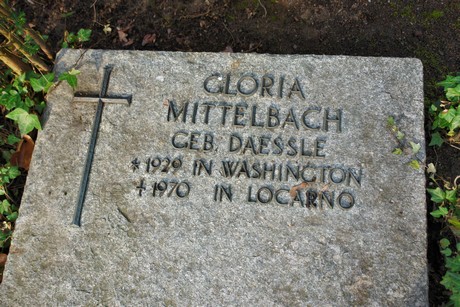 GLORIA
MITTELBACH
GEB. DAESSLE
* 1929 IN WASHINGTON
✝ 1970 IN LOCARNO